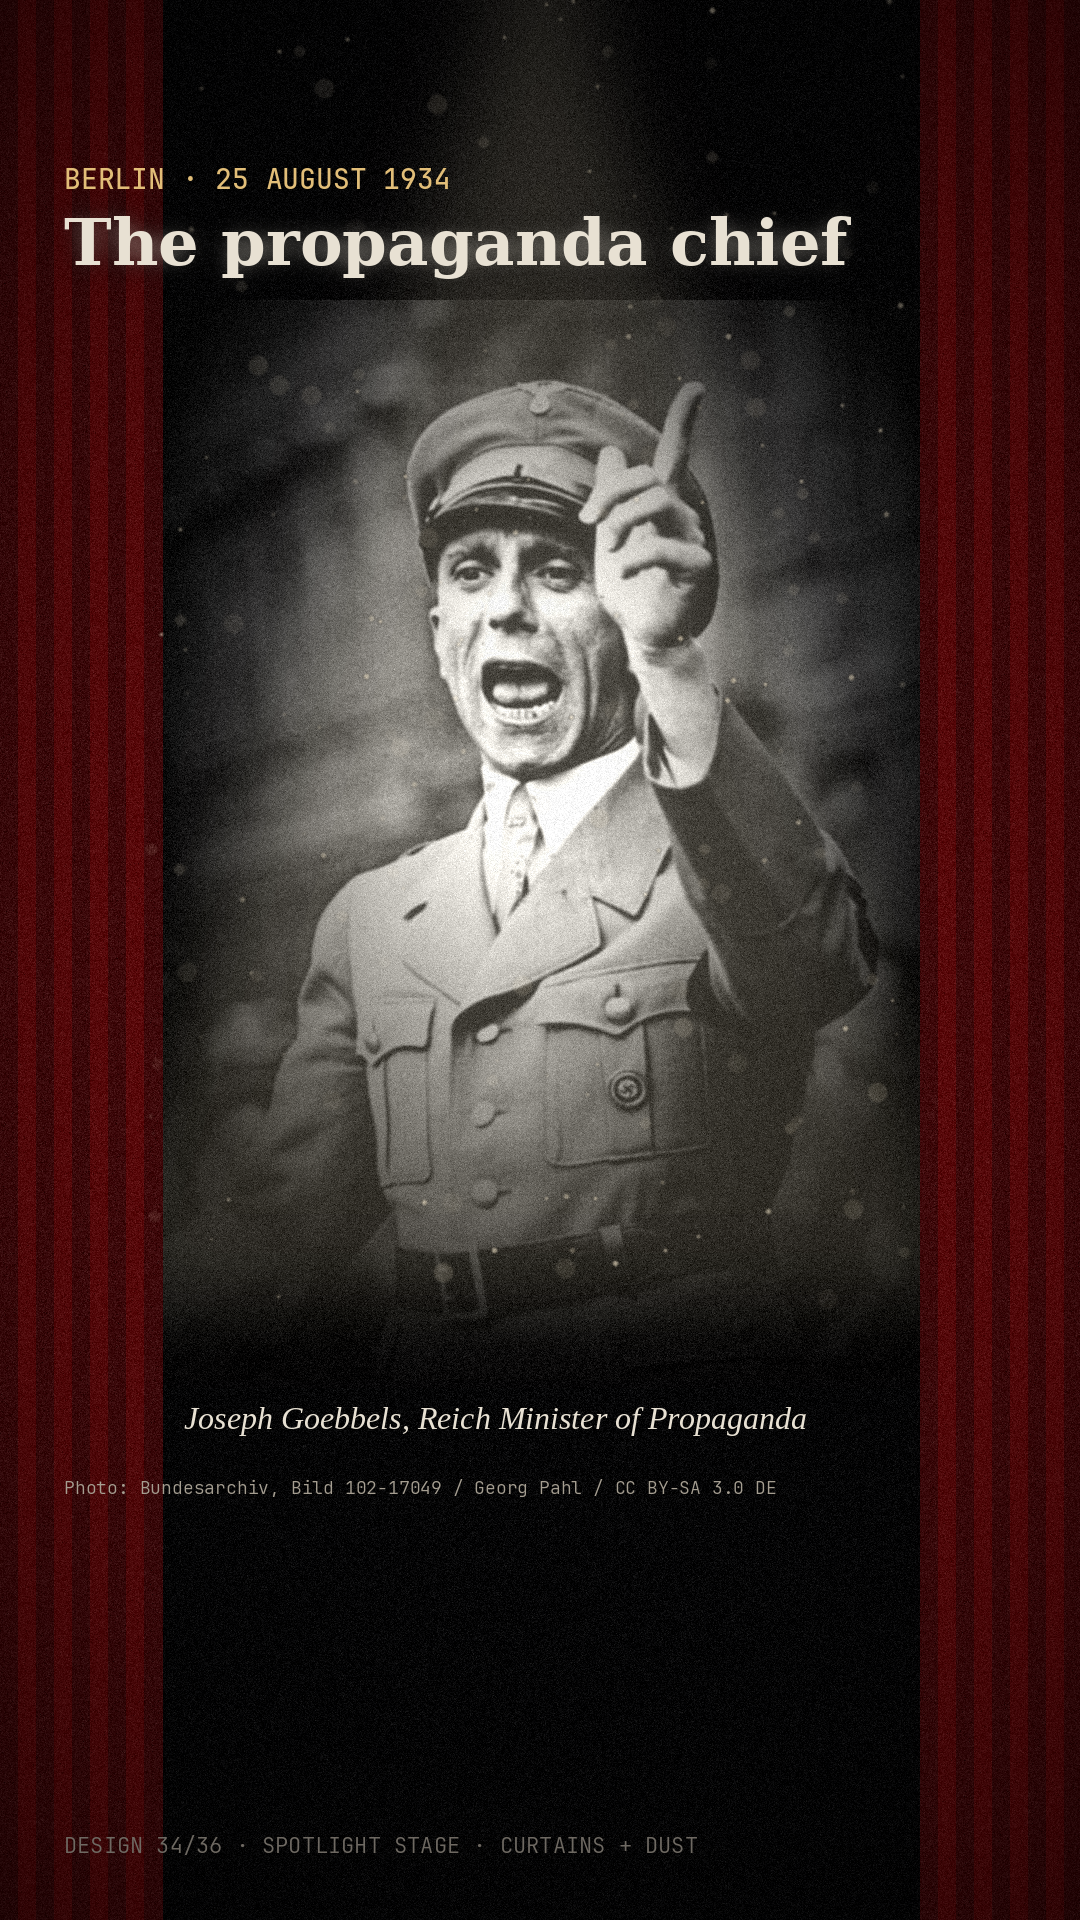 BERLIN · 25 AUGUST 1934
The propaganda chief
Joseph Goebbels, Reich Minister of Propaganda
Photo: Bundesarchiv, Bild 102-17049 / Georg Pahl / CC BY-SA 3.0 DE
DESIGN 34/36 · SPOTLIGHT STAGE · CURTAINS + DUST